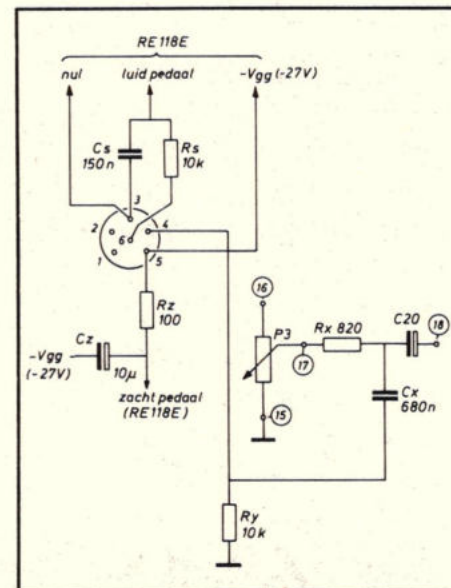 RE118E
nul
luid pedaal
-Vgg (-27V)
Cs
150n
Rs
10k
3
2
4
6
1
5
Rz
100
Cz
-Vgg
(-27V)
10µ
zacht pedaal
(RE118E)
16
P3
Rx 820
C20
18
17
Cx
680n
15
Ry
10k